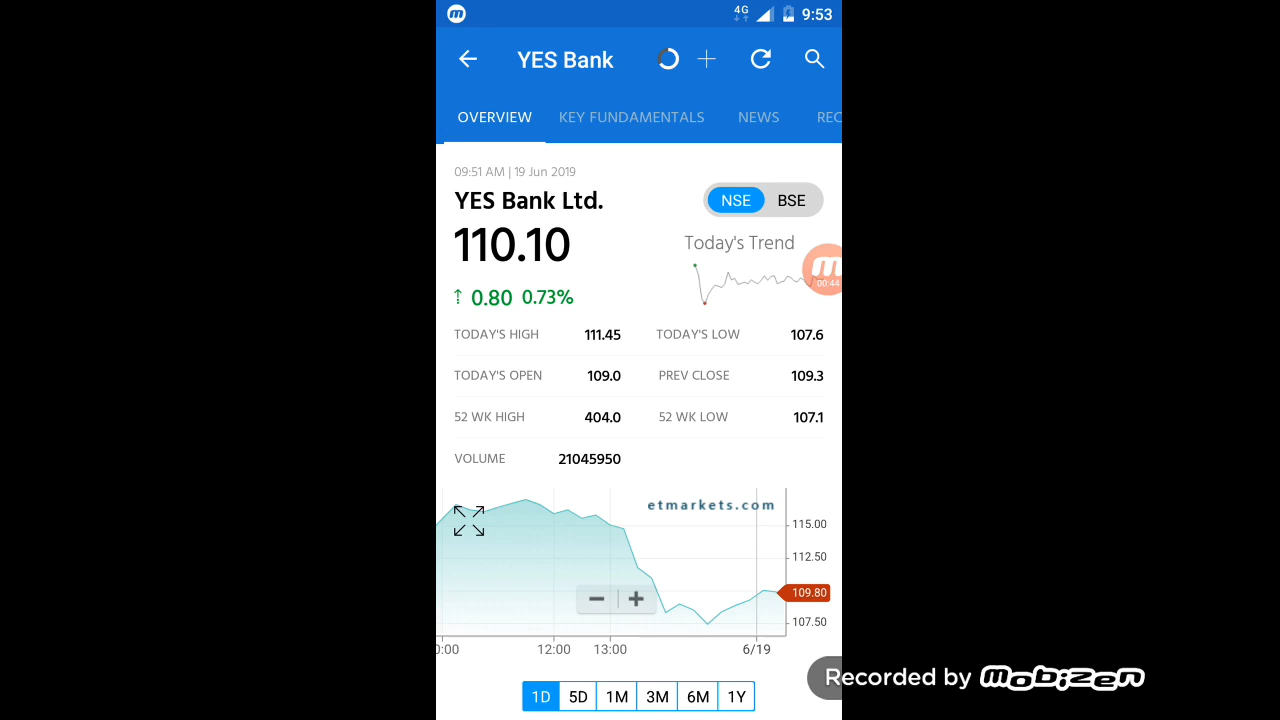 4G 9:53
YES Bank
OVERVIEW KEY FUNDAMENTALS NEWS REC
09:51 AM | 19 Jun 2019
YES Bank Ltd. NSE BSE
110.10
Today's Trend
00:44
0.80 0.73%
TODAY'S HIGH 111.45 TODAY'S LOW 107.6
TODAY'S OPEN 109.0 PREV CLOSE 109.3
52 WK HIGH 404.0 52 WK LOW 107.1
VOLUME 21045950
etmarkets.com
115.00
112.50
109.80
107.50
0:00 12:00 13:00 6/19
Recorded by MOBIZEN
1D 5D 1M 3M 6M 1Y